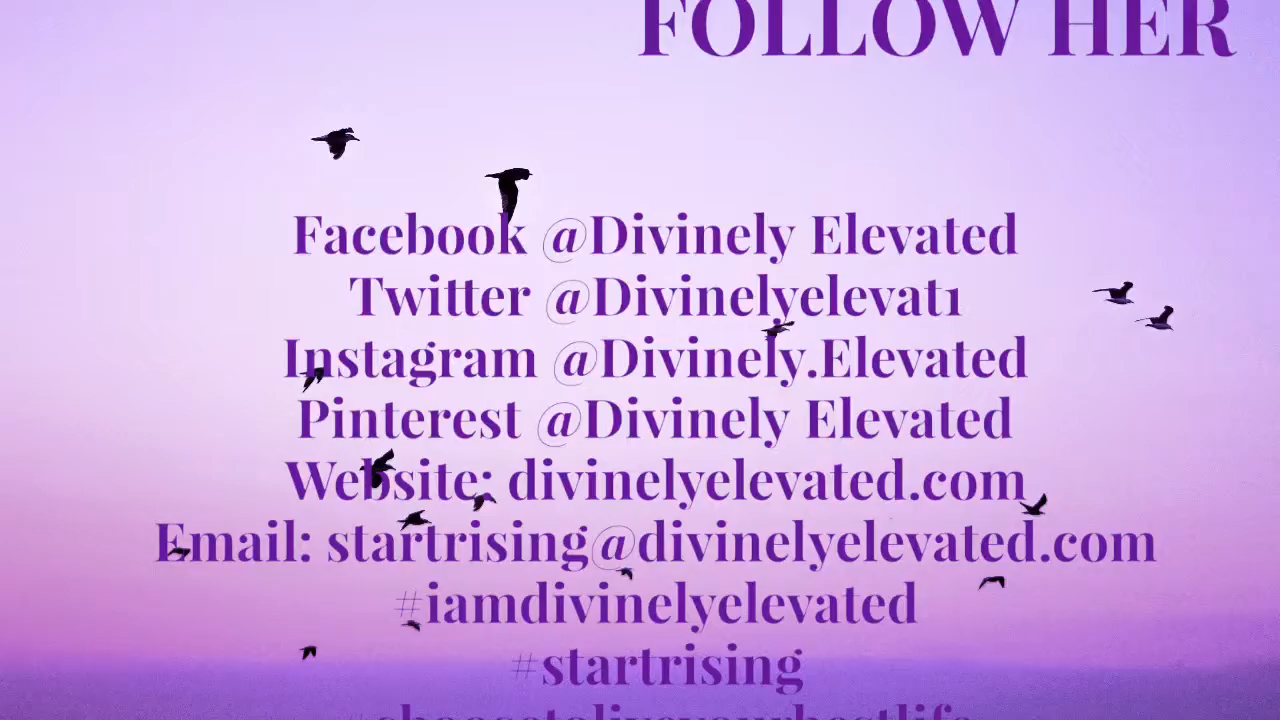 FOLLOW HER
Facebook @Divinely Elevated
Twitter @Divinelyelevat1
Instagram @Divinely.Elevated
Pinterest @Divinely Elevated
Website: divinelyelevated.com
Email: startrising@divinelyelevated.com
#iamdivinelyelevated
#startrising